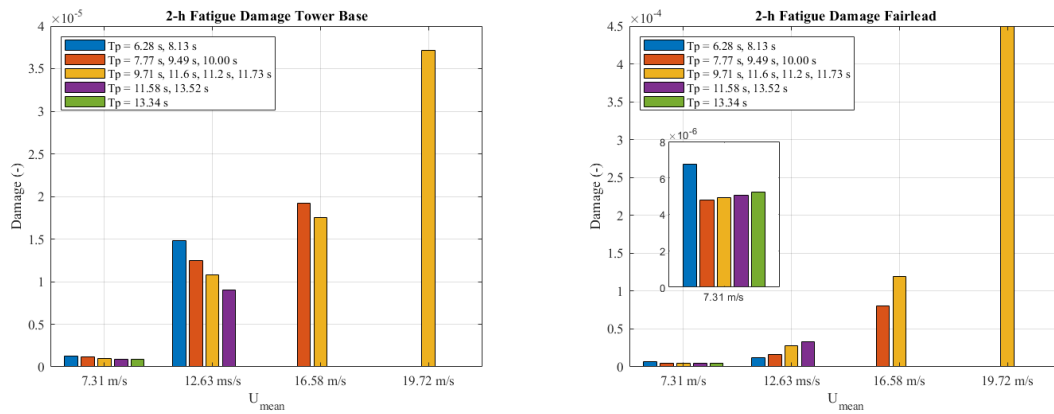 2-h Fatigue Damage Tower Base
×10-5
4
3.5
3
2.5
2
1.5
1
0.5
0
Damage (-)
Tp = 6.28 s, 8.13 s
Tp = 7.77 s, 9.49 s, 10.00 s
Tp = 9.71 s, 11.6 s, 11.2 s, 11.73 s
Tp = 11.58 s, 13.52 s
Tp = 13.34 s
7.31 m/s 12.63 ms/s 16.58 m/s 19.72 m/s
Umean
2-h Fatigue Damage Fairlead
×10-4
4.5
4
3.5
3
2.5
2
1.5
1
0.5
0
Damage (-)
Tp = 6.28 s, 8.13 s
Tp = 7.77 s, 9.49 s, 10.00 s
Tp = 9.71 s, 11.6 s, 11.2 s, 11.73 s
Tp = 11.58 s, 13.52 s
Tp = 13.34 s
×10-6
8
6
4
2
0
7.31 m/s
7.31 m/s 12.63 m/s 16.58 m/s 19.72 m/s
Umean